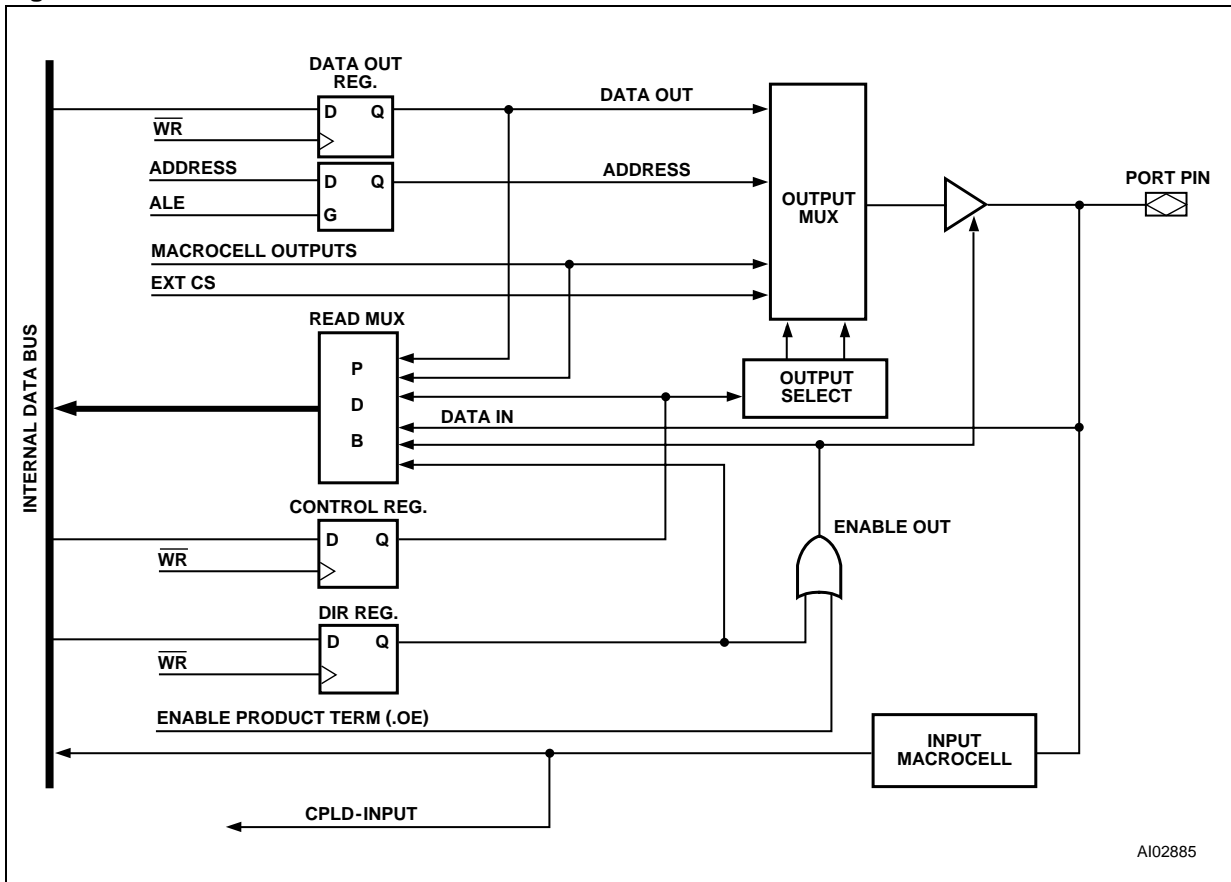 DATA OUT
REG.
D Q
WR
DATA OUT
ADDRESS
ALE
D Q
G
ADDRESS
OUTPUT
MUX
PORT PIN
MACROCELL OUTPUTS
EXT CS
READ MUX
P
D
B
OUTPUT
SELECT
DATA IN
INTERNAL DATA BUS
CONTROL REG.
D Q
WR
ENABLE OUT
DIR REG.
D Q
WR
ENABLE PRODUCT TERM (.OE)
INPUT
MACROCELL
CPLD-INPUT
AI02885